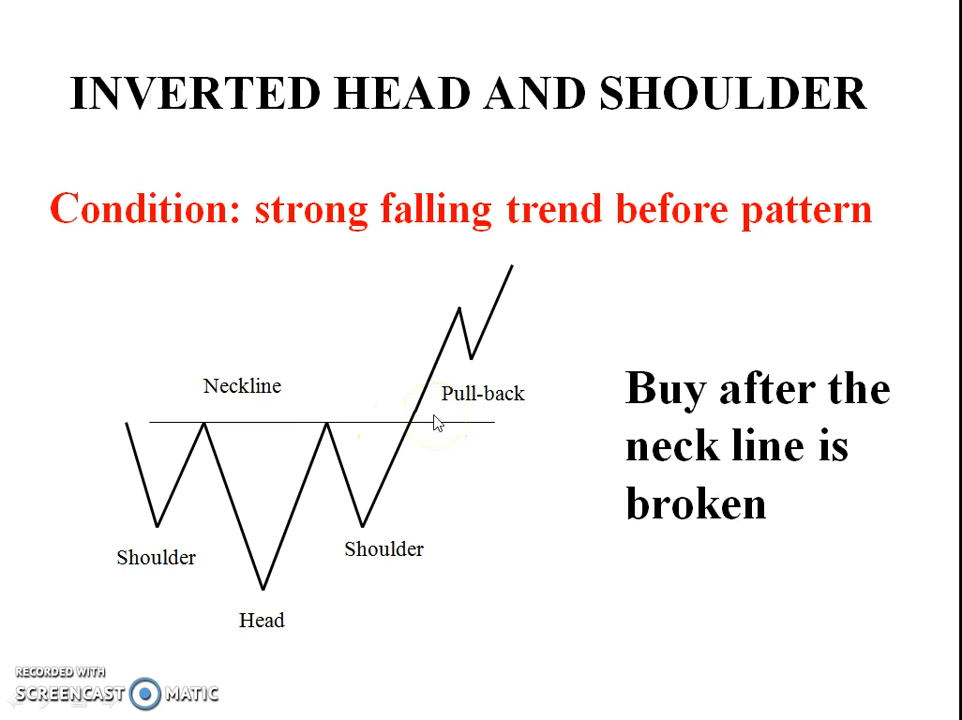 INVERTED HEAD AND SHOULDER
Condition: strong falling trend before pattern
Neckline
Pull-back
Buy after the
neck line is
broken
Shoulder
Shoulder
Head
RECORDED WITH
SCREENCAST MATIC